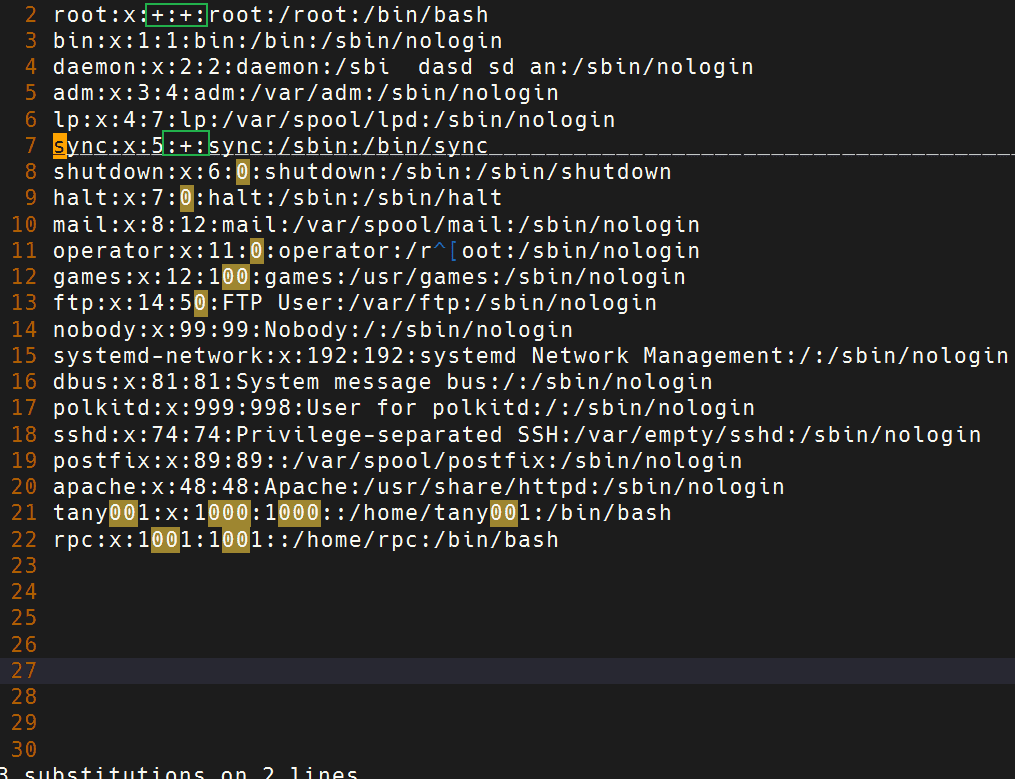 2 root:x:+:+:root:/root:/bin/bash
3 bin:x:1:1:bin:/bin:/sbin/nologin
4 daemon:x:2:2:daemon:/sbi  dasd sd an:/sbin/nologin
5 adm:x:3:4:adm:/var/adm:/sbin/nologin
6 lp:x:4:7:lp:/var/spool/lpd:/sbin/nologin
7 sync:x:5:+:sync:/sbin:/bin/sync
8 shutdown:x:6:0:shutdown:/sbin:/sbin/shutdown
9 halt:x:7:0:halt:/sbin:/sbin/halt
10 mail:x:8:12:mail:/var/spool/mail:/sbin/nologin
11 operator:x:11:0:operator:/r^[oot:/sbin/nologin
12 games:x:12:100:games:/usr/games:/sbin/nologin
13 ftp:x:14:50:FTP User:/var/ftp:/sbin/nologin
14 nobody:x:99:99:Nobody:/:/sbin/nologin
15 systemd-network:x:192:192:systemd Network Management:/:/sbin/nologin
16 dbus:x:81:81:System message bus:/:/sbin/nologin
17 polkitd:x:999:998:User for polkitd:/:/sbin/nologin
18 sshd:x:74:74:Privilege-separated SSH:/var/empty/sshd:/sbin/nologin
19 postfix:x:89:89::/var/spool/postfix:/sbin/nologin
20 apache:x:48:48:Apache:/usr/share/httpd:/sbin/nologin
21 tany001:x:1000:1000::/home/tany001:/bin/bash
22 rpc:x:1001:1001::/home/rpc:/bin/bash
23
24
25
26
27
28
29
30
3 substitutions on 2 lines